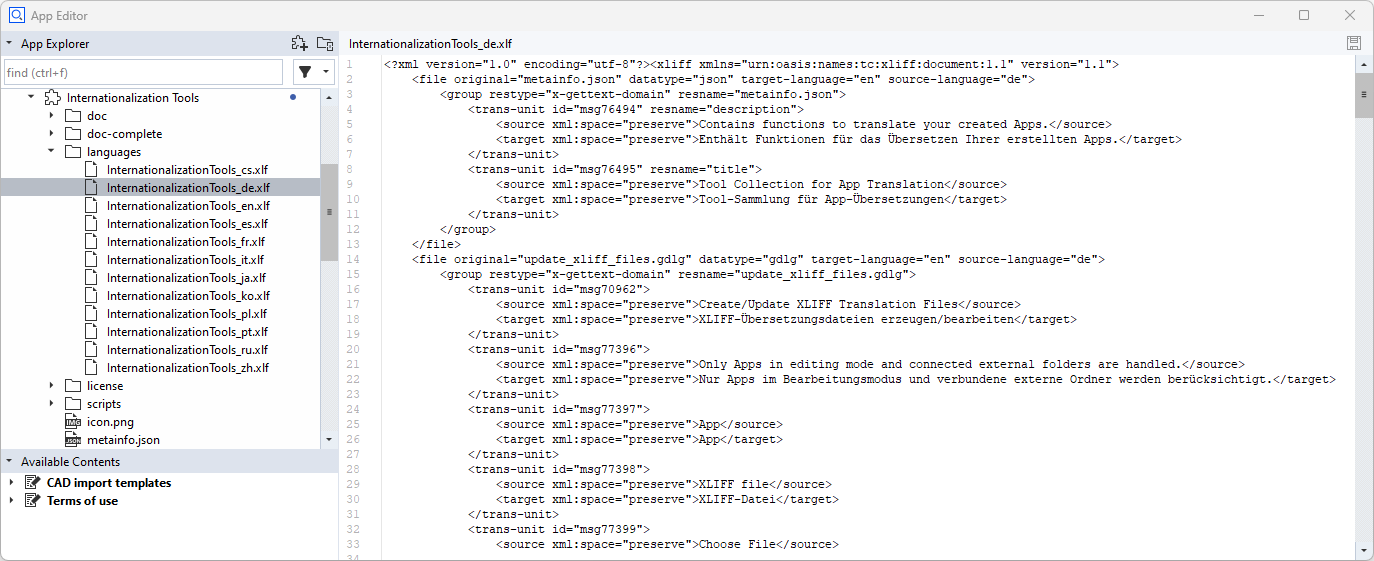 App Editor
App Explorer
find (ctrl+f)
Internationalization Tools
doc
doc-complete
languages
InternationalizationTools_cs.xlf
InternationalizationTools_de.xlf
InternationalizationTools_en.xlf
InternationalizationTools_es.xlf
InternationalizationTools_fr.xlf
InternationalizationTools_it.xlf
InternationalizationTools_ja.xlf
InternationalizationTools_ko.xlf
InternationalizationTools_pl.xlf
InternationalizationTools_pt.xlf
InternationalizationTools_ru.xlf
InternationalizationTools_zh.xlf
license
scripts
IMG icon.png
JSON metainfo.json
Available Contents
CAD import templates
Terms of use
InternationalizationTools_de.xlf
1 <?xml version="1.0" encoding="utf-8"?><xliff xmlns="urn:oasis:names:tc:xliff:document:1.1" version="1.1">
2 <file original="metainfo.json" datatype="json" target-language="en" source-language="de">
3 <group restype="x-gettext-domain" resname="metainfo.json">
4 <trans-unit id="msg76494" resname="description">
5 <source xml:space="preserve">Contains functions to translate your created Apps.</source>
6 <target xml:space="preserve">Enthält Funktionen für das Übersetzen Ihrer erstellten Apps.</target>
7 </trans-unit>
8 <trans-unit id="msg76495" resname="title">
9 <source xml:space="preserve">Tool Collection for App Translation</source>
10 <target xml:space="preserve">Tool-Sammlung für App-Übersetzungen</target>
11 </trans-unit>
12 </group>
13 </file>
14 <file original="update_xliff_files.gdlg" datatype="gdlg" target-language="en" source-language="de">
15 <group restype="x-gettext-domain" resname="update_xliff_files.gdlg">
16 <trans-unit id="msg70962">
17 <source xml:space="preserve">Create/Update XLIFF Translation Files</source>
18 <target xml:space="preserve">XLIFF-Übersetzungsdateien erzeugen/bearbeiten</target>
19 </trans-unit>
20 <trans-unit id="msg77396">
21 <source xml:space="preserve">Only Apps in editing mode and connected external folders are handled.</source>
22 <target xml:space="preserve">Nur Apps im Bearbeitungsmodus und verbundene externe Ordner werden berücksichtigt.</target>
23 </trans-unit>
24 <trans-unit id="msg77397">
25 <source xml:space="preserve">App</source>
26 <target xml:space="preserve">App</target>
27 </trans-unit>
28 <trans-unit id="msg77398">
29 <source xml:space="preserve">XLIFF file</source>
30 <target xml:space="preserve">XLIFF-Datei</target>
31 </trans-unit>
32 <trans-unit id="msg77399">
33 <source xml:space="preserve">Choose File</source>
34